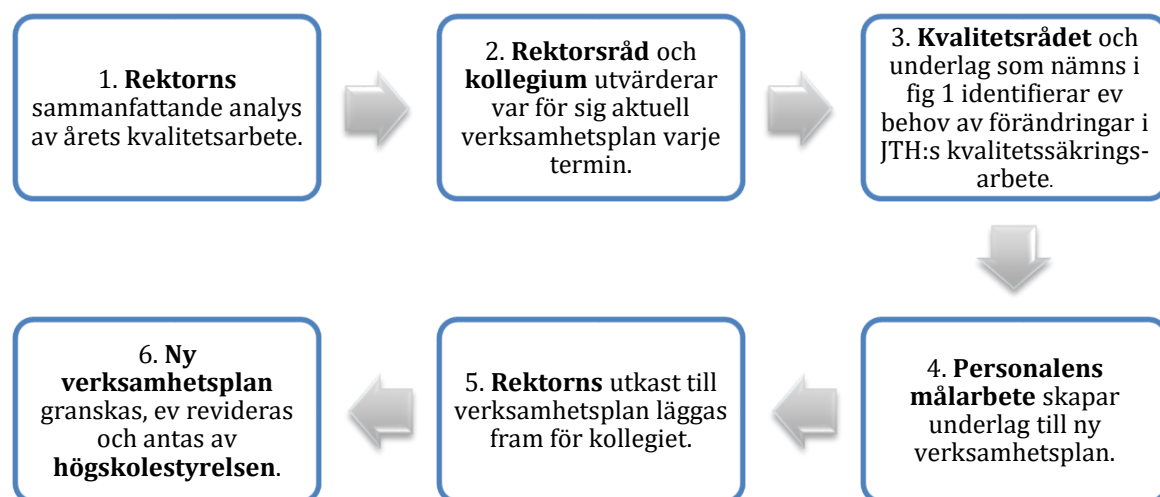 1. Rektorns
sammanfattande analys
av årets kvalitetsarbete.
2. Rektorsråd och
kollegium utvärderar
var för sig aktuell
verksamhetsplan varje
termin.
3. Kvalitetsrådet och
underlag som nämns i
fig 1 identifierar ev
behov av förändringar i
JTH:s kvalitetssäkrings-
arbete.
4. Personalens
målarbete skapar
underlag till ny
verksamhetsplan.
5. Rektorns utkast till
verksamhetsplan läggas
fram för kollegiet.
6. Ny
verksamhetsplan
granskas, ev revideras
och antas av
högskolestyrelsen.